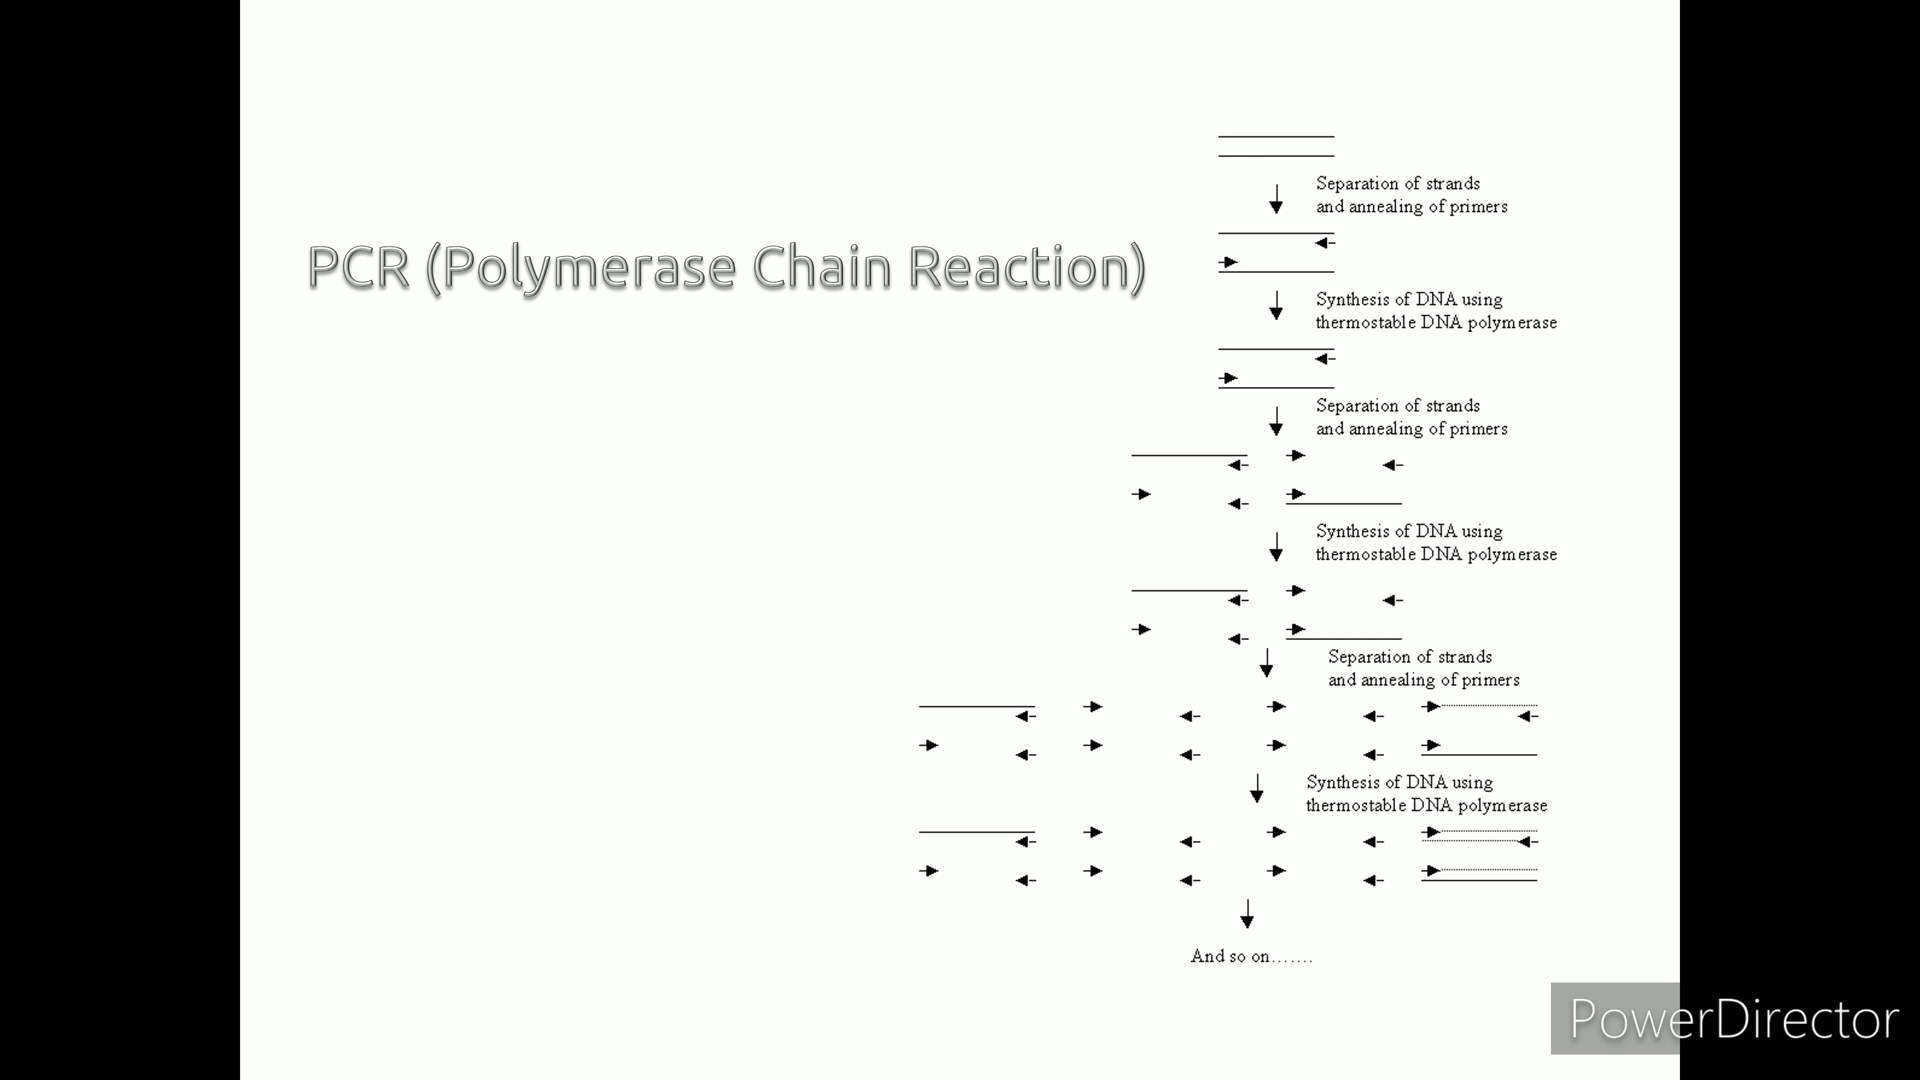 PCR (Polymerase Chain Reaction)
Separation of strands
and annealing of primers
Synthesis of DNA using
thermostable DNA polymerase
Separation of strands
and annealing of primers
Synthesis of DNA using
thermostable DNA polymerase
Separation of strands
and annealing of primers
Synthesis of DNA using
thermostable DNA polymerase
And so on.......
PowerDirector